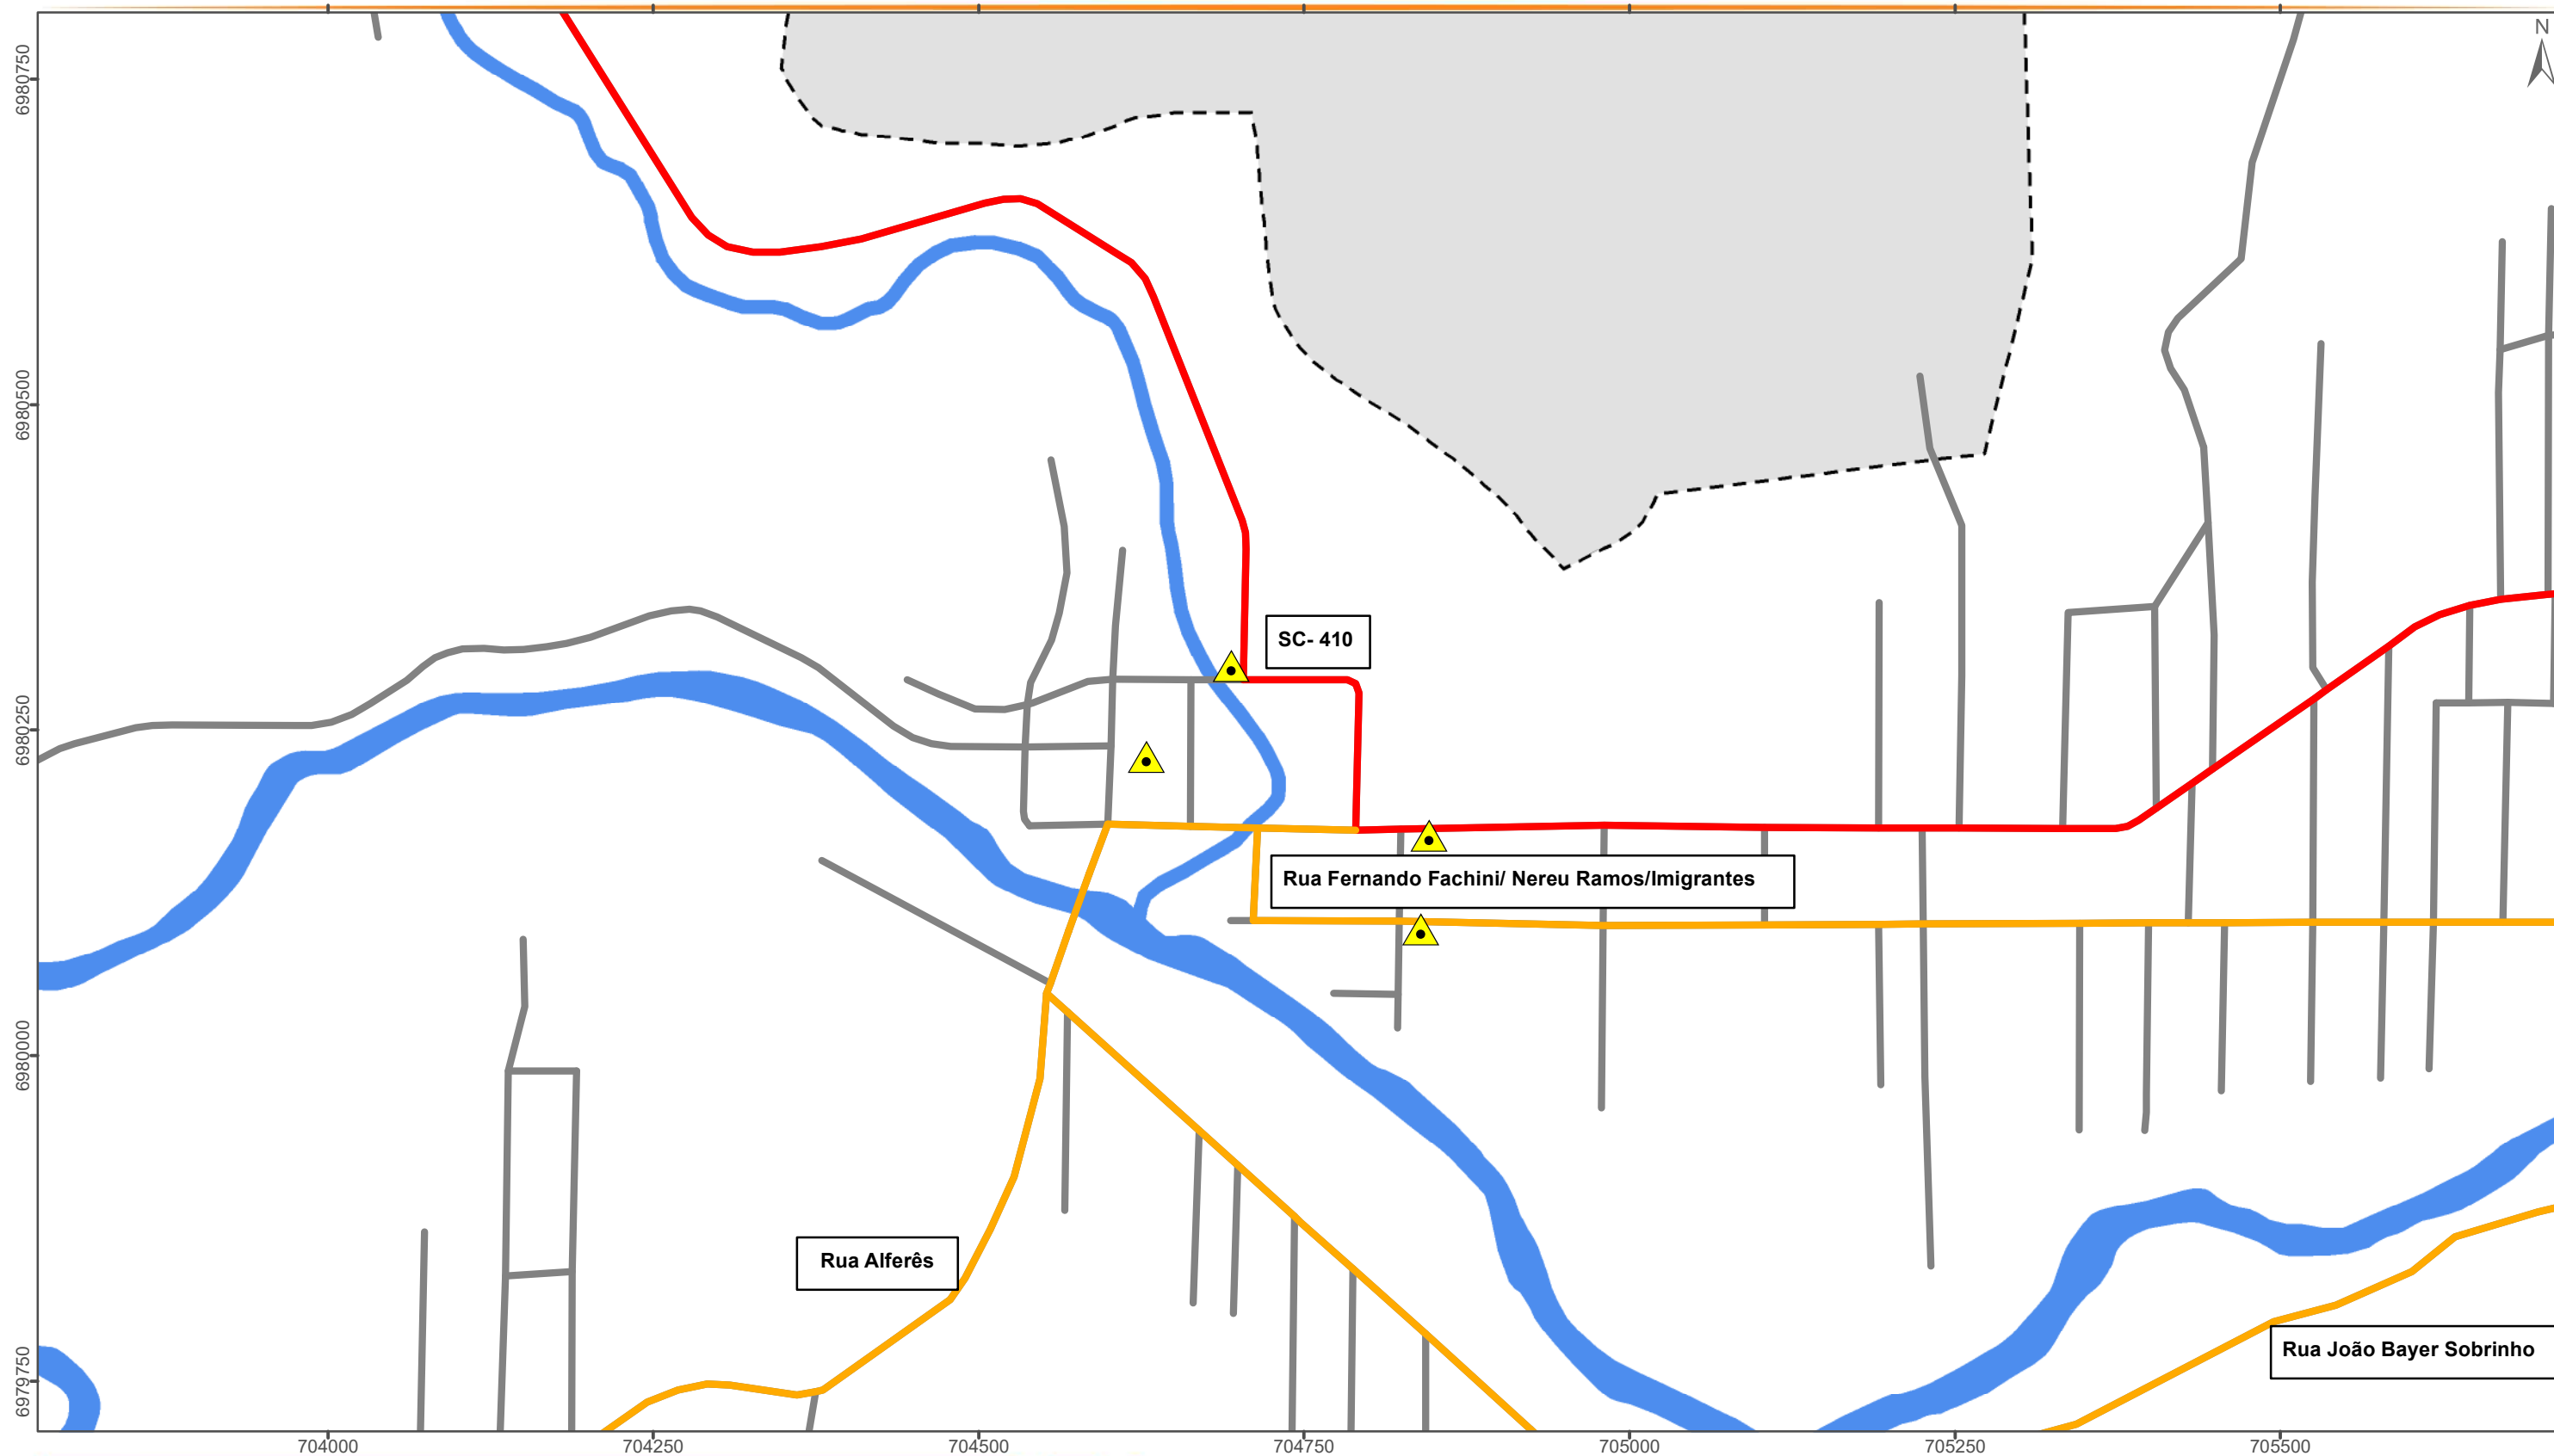 N
6980750
6980500
SC- 410
6980250
Rua Fernando Fachini/ Nereu Ramos/Imigrantes
6980000
Rua Alferês
Rua João Bayer Sobrinho
6979750
704000 704250 704500 704750 705000 705250 705500